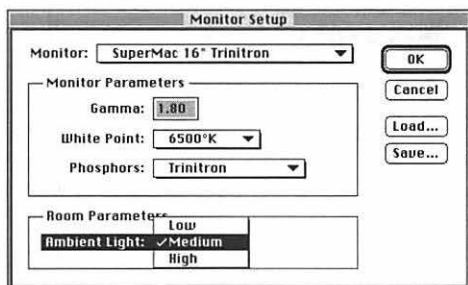 Monitor Setup
Monitor: SuperMac 16" Trinitron
OK
Cancel
Load...
Save...
Monitor Parameters
Gamma: 1.80
White Point: 6500°K
Phosphors: Trinitron
Room Parameters
Low
Ambient Light: ✓Medium
High